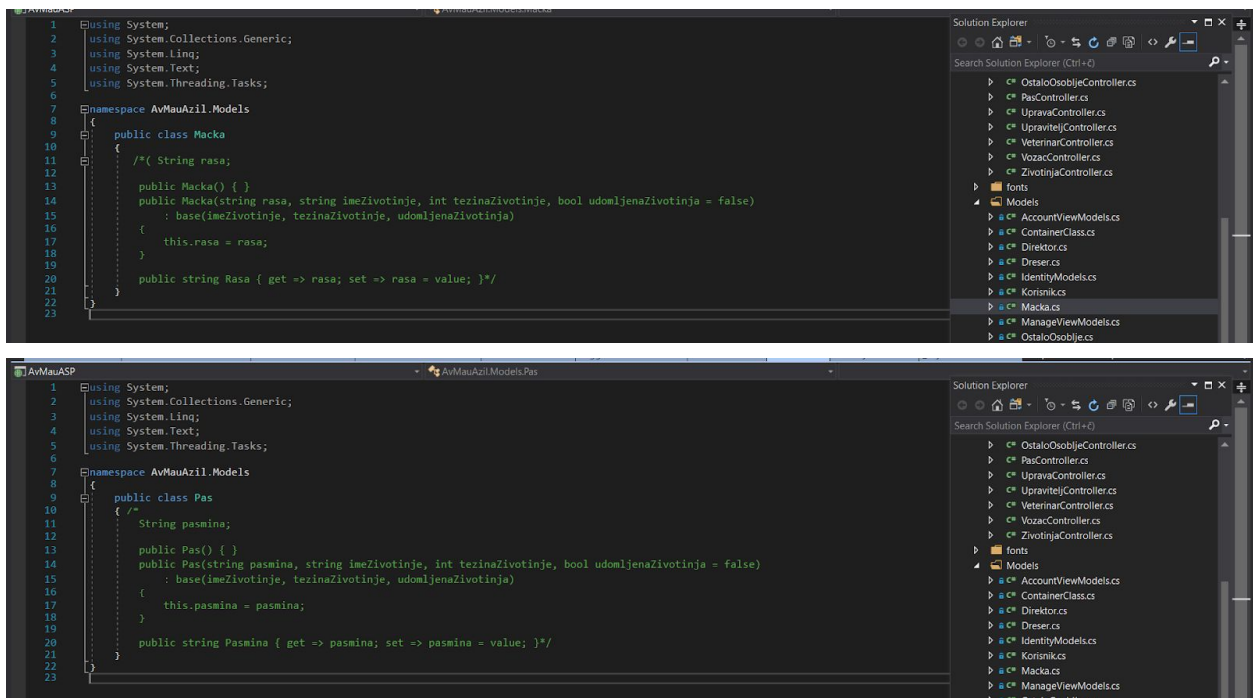 AvMauASP
AvMauAzil.Models.Macka
1 using System;
2 using System.Collections.Generic;
3 using System.Linq;
4 using System.Text;
5 using System.Threading.Tasks;
6
7 namespace AvMauAzil.Models
8 {
9 public class Macka
10 {
11 /*( String rasa;
12
13 public Macka() { }
14 public Macka(string rasa, string imeZivotinje, int tezinaZivotinje, bool udomljenaZivotinja = false)
15 : base(imeZivotinje, tezinaZivotinje, udomljenaZivotinja)
16 {
17 this.rasa = rasa;
18 }
19
20 public string Rasa { get => rasa; set => rasa = value; }*/
21 }
22 }
23
Solution Explorer
Search Solution Explorer (Ctrl+č)
C# OstaloOsobljeController.cs
C# PasController.cs
C# UpravaController.cs
C# UpraviteljController.cs
C# VeterinarController.cs
C# VozacController.cs
C# ZivotinjaController.cs
fonts
Models
C# AccountViewModels.cs
C# ContainerClass.cs
C# Direktor.cs
C# Dreser.cs
C# IdentityModels.cs
C# Korisnik.cs
C# Macka.cs
C# ManageViewModels.cs
C# OstaloOsoblje.cs
AvMauASP
AvMauAzil.Models.Pas
1 using System;
2 using System.Collections.Generic;
3 using System.Linq;
4 using System.Text;
5 using System.Threading.Tasks;
6
7 namespace AvMauAzil.Models
8 {
9 public class Pas
10 { /*
11 String pasmina;
12
13 public Pas() { }
14 public Pas(string pasmina, string imeZivotinje, int tezinaZivotinje, bool udomljenaZivotinja = false)
15 : base(imeZivotinje, tezinaZivotinje, udomljenaZivotinja)
16 {
17 this.pasmina = pasmina;
18 }
19
20 public string Pasmina { get => pasmina; set => pasmina = value; }*/
21 }
22 }
23
Solution Explorer
Search Solution Explorer (Ctrl+č)
C# OstaloOsobljeController.cs
C# PasController.cs
C# UpravaController.cs
C# UpraviteljController.cs
C# VeterinarController.cs
C# VozacController.cs
C# ZivotinjaController.cs
fonts
Models
C# AccountViewModels.cs
C# ContainerClass.cs
C# Direktor.cs
C# Dreser.cs
C# IdentityModels.cs
C# Korisnik.cs
C# Macka.cs
C# ManageViewModels.cs